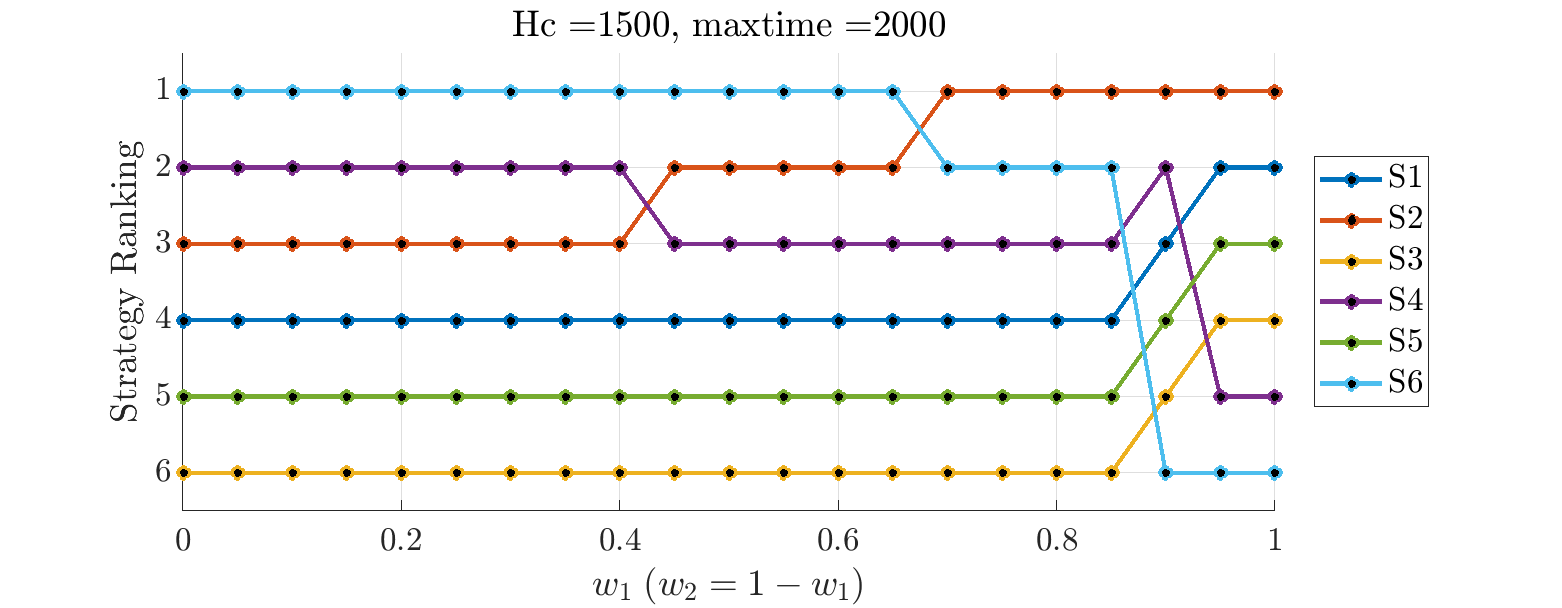 Hc =1500, maxtime =2000
Strategy Ranking
1
2
3
4
5
6
0 0.2 0.4 0.6 0.8 1
w₁ (w₂ = 1 − w₁)
S1
S2
S3
S4
S5
S6